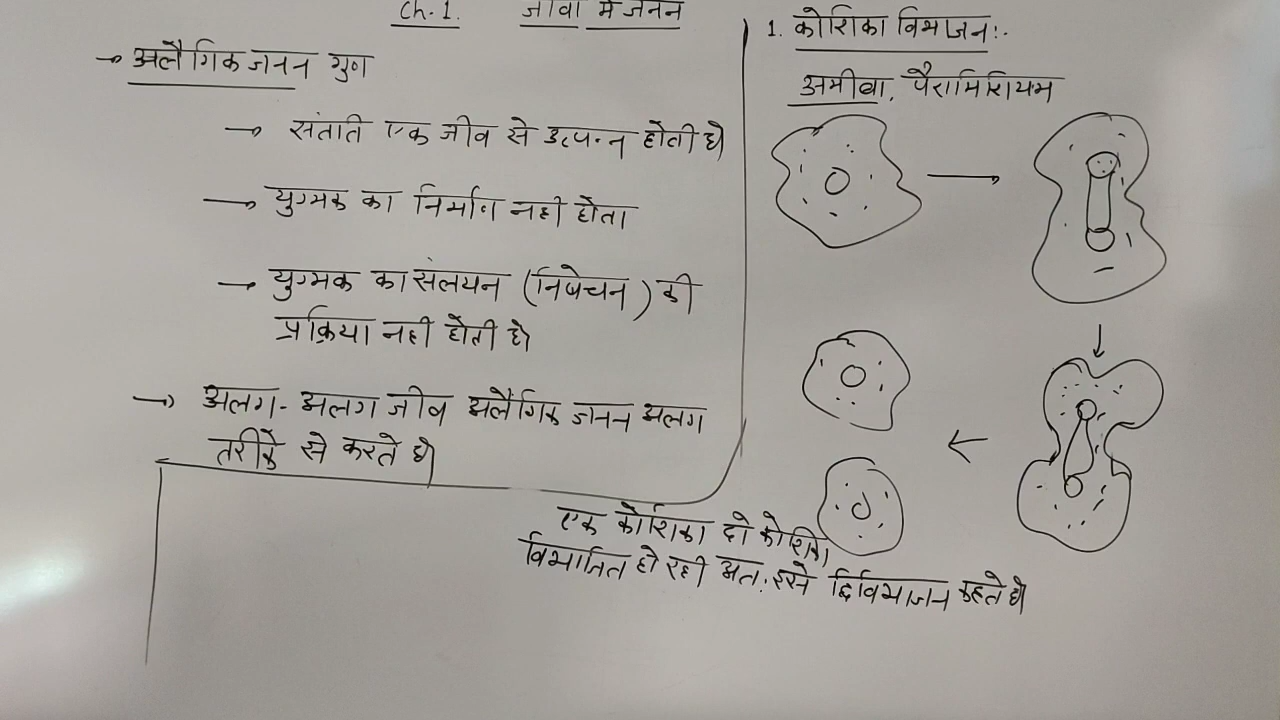 Ch. 1. जीवों में जनन
→ अलैंगिक जनन गुण
→ संतति एक जीव से उत्पन्न होती है
→ युग्मक का निर्माण नही होता
→ युग्मक का संलयन (निषेचन) की
प्रक्रिया नही होती है
→ अलग-अलग जीव अलैंगिक जनन अलग
तरीके से करते है
1. कोशिका विभाजन:-
अमीबा, पैरामिशियम
एक कोशिका दो कोशिका
विभाजित हो रही अत: इसे द्विविभाजन कहते है